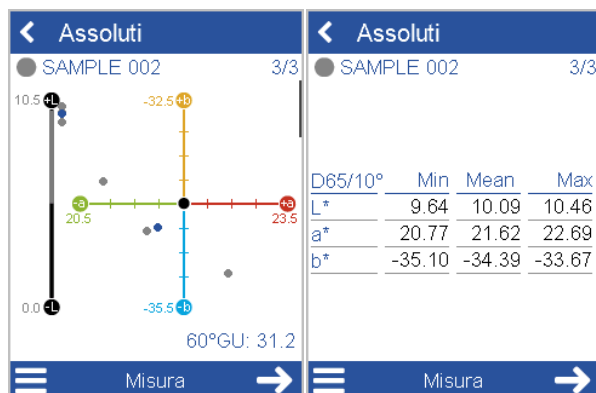 Assoluti
SAMPLE 002 3/3
10.5 +L -32.5 +b
-a +a
20.5 23.5
0.0 -L -35.5 -b
60°GU: 31.2
Misura
Assoluti
SAMPLE 002 3/3
D65/10° Min Mean Max
L* 9.64 10.09 10.46
a* 20.77 21.62 22.69
b* -35.10 -34.39 -33.67
Misura